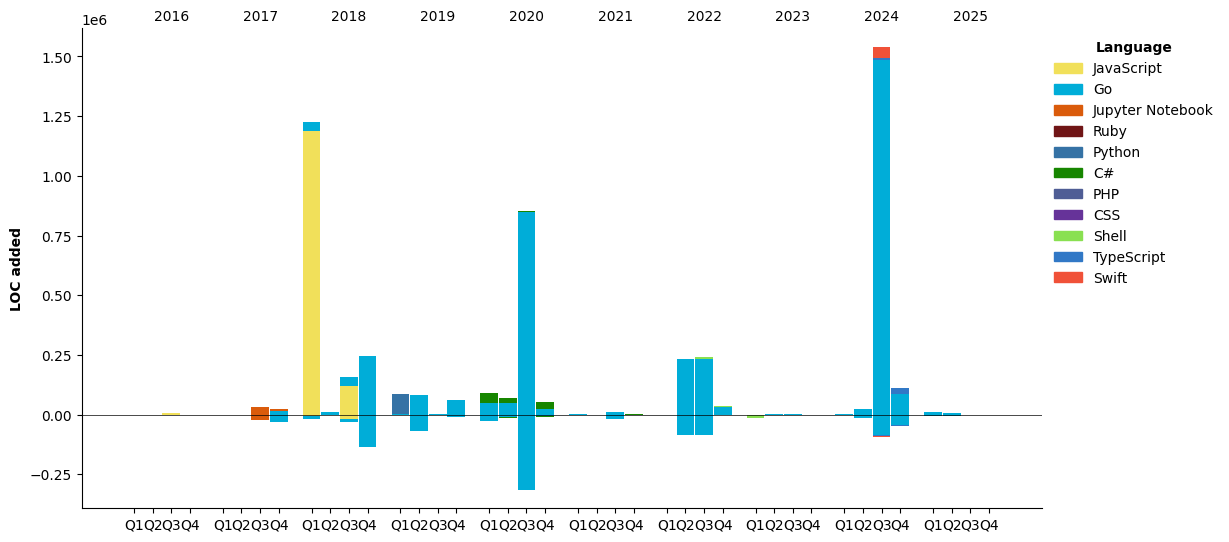 1e6
2016 2017 2018 2019 2020 2021 2022 2023 2024 2025
LOC added
1.50
1.25
1.00
0.75
0.50
0.25
0.00
−0.25
Q1Q2Q3Q4 Q1Q2Q3Q4 Q1Q2Q3Q4 Q1Q2Q3Q4 Q1Q2Q3Q4 Q1Q2Q3Q4 Q1Q2Q3Q4 Q1Q2Q3Q4 Q1Q2Q3Q4 Q1Q2Q3Q4
Language
JavaScript
Go
Jupyter Notebook
Ruby
Python
C#
PHP
CSS
Shell
TypeScript
Swift